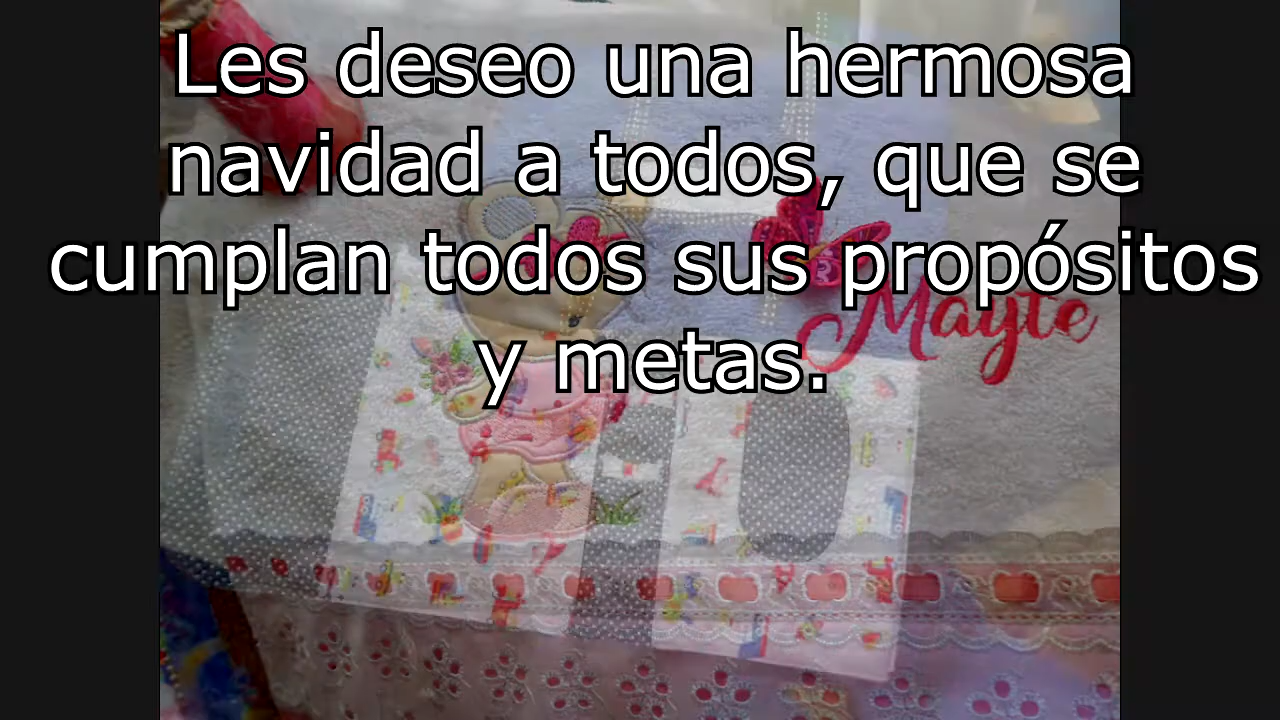 Les deseo una hermosa
navidad a todos, que se
cumplan todos sus propósitos
y metas.
Mayte